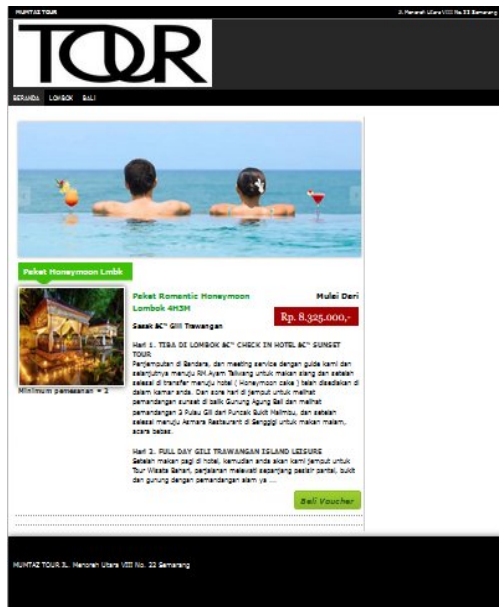 MUMTAZ TOUR
Jl. Menoreh Utara VIII No. 22 Semarang
TOUR
BERANDA LOMBOK BALI
Paket Honeymoon Lmbk
Paket Romantic Honeymoon
Lombok 4H3M
Mulai Dari
Rp. 8.325.000,-
Sasak â€“ Gili Trawangan
Minimum pemesanan = 2
Hari 1. TIBA DI LOMBOK â€“ CHECK IN HOTEL â€“ SUNSET
TOUR
Penjemputan di Bandara, dan meeting service dengan guide kami dan
selanjutnya menuju RM.Ayam Taliwang untuk makan siang dan setelah
selesai di transfer menuju hotel ( Honeymoon cake ) telah disediakan di
dalam kamar anda. Dan sore hari di jemput untuk melihat
pemandangan sunset di balik Gunung Agung Bali dan melihat
pemandangan 3 Pulau Gili dari Puncak Bukit Malimbu, dan setelah
selesai menuju Asmara Restaurant di Senggigi untuk makan malam,
acara bebas.
Hari 2. FULL DAY GILI TRAWANGAN ISLAND LEISURE
Setelah makan pagi di hotel, kemudian anda akan kami jemput untuk
Tour Wisata Bahari, perjalanan melewati sepanjang pesisir pantai, bukit
dan gunung dengan pemandangan alam ya ...
Beli Voucher
MUMTAZ TOUR JL. Menoreh Utara VIII No. 22 Semarang